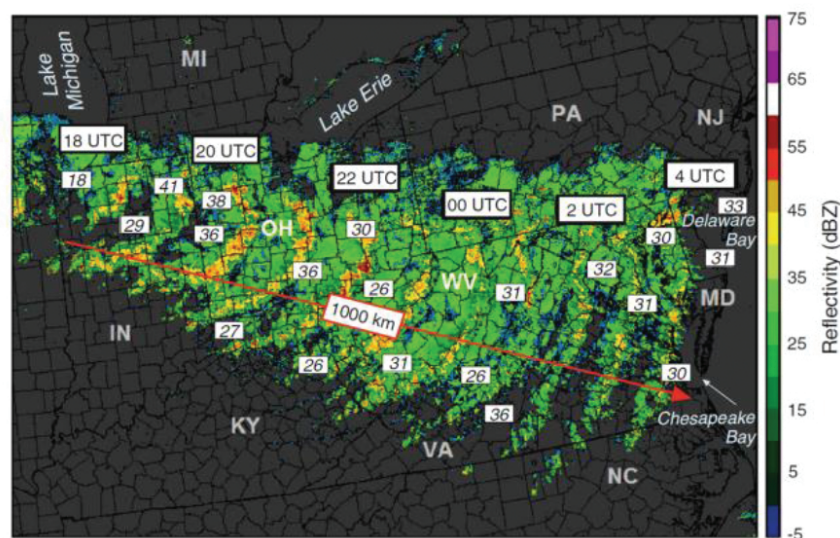 Lake
Michigan
MI
Lake Erie
PA
NJ
18 UTC
20 UTC
22 UTC
00 UTC
2 UTC
4 UTC
18
41
38
33
29
36
OH
30
30
Delaware
Bay
36
26
WV
32
31
31
31
MD
1000 km
IN
27
26
31
26
30
36
KY
VA
NC
Chesapeake
Bay
75
65
55
45
35
25
15
5
-5
Reflectivity (dBZ)